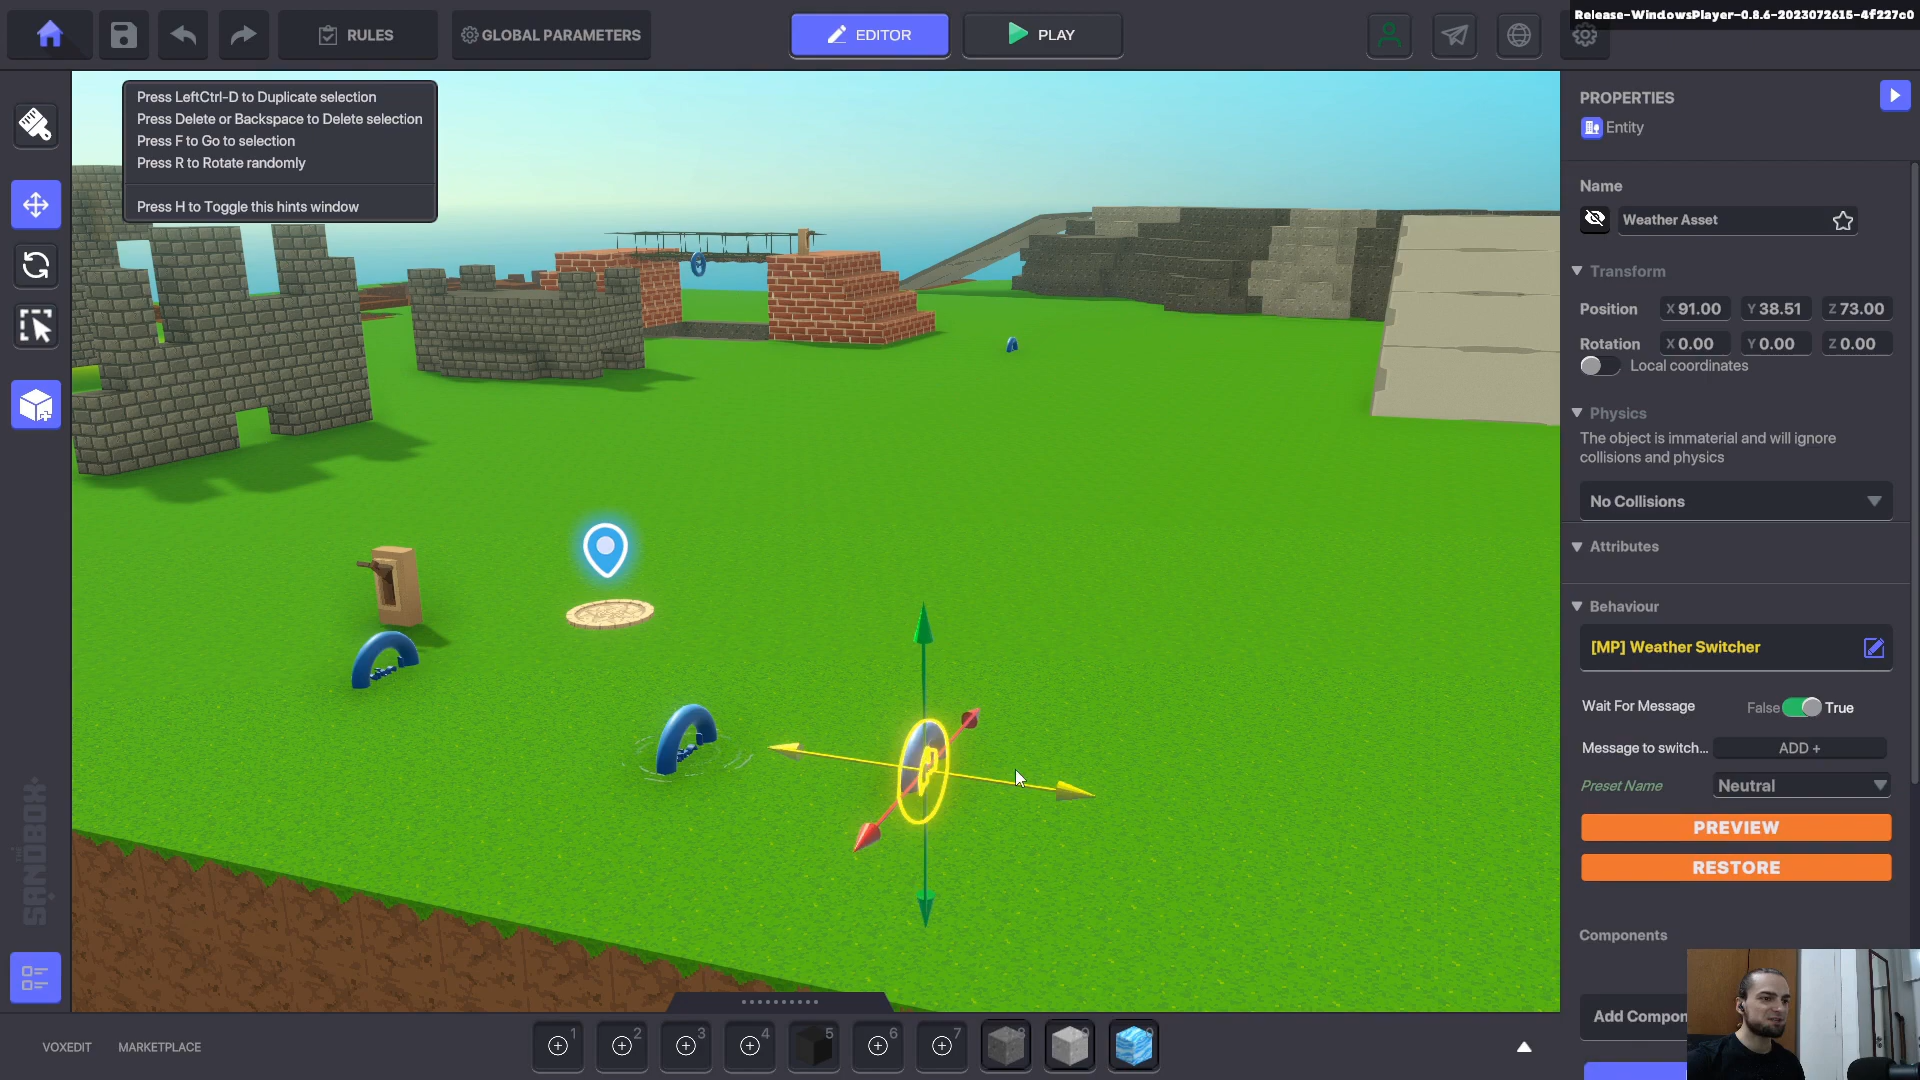 RULES
GLOBAL PARAMETERS
EDITOR
PLAY
Release-WindowsPlayer-0.8.6-2023072615-4f227c0
Press LeftCtrl-D to Duplicate selection
Press Delete or Backspace to Delete selection
Press F to Go to selection
Press R to Rotate randomly
Press H to Toggle this hints window
PROPERTIES
Entity
Name
Weather Asset
Transform
Position X 91.00 Y 38.51 Z 73.00
Rotation X 0.00 Y 0.00 Z 0.00
Local coordinates
Physics
The object is immaterial and will ignore
collisions and physics
No Collisions
Attributes
Behaviour
[MP] Weather Switcher
Wait For Message False True
Message to switch... ADD +
Preset Name Neutral
PREVIEW
RESTORE
Components
Add Compon
THE SANDBOX
VOXEDIT
MARKETPLACE
1 2 3 4 5 6 7 8 9 0